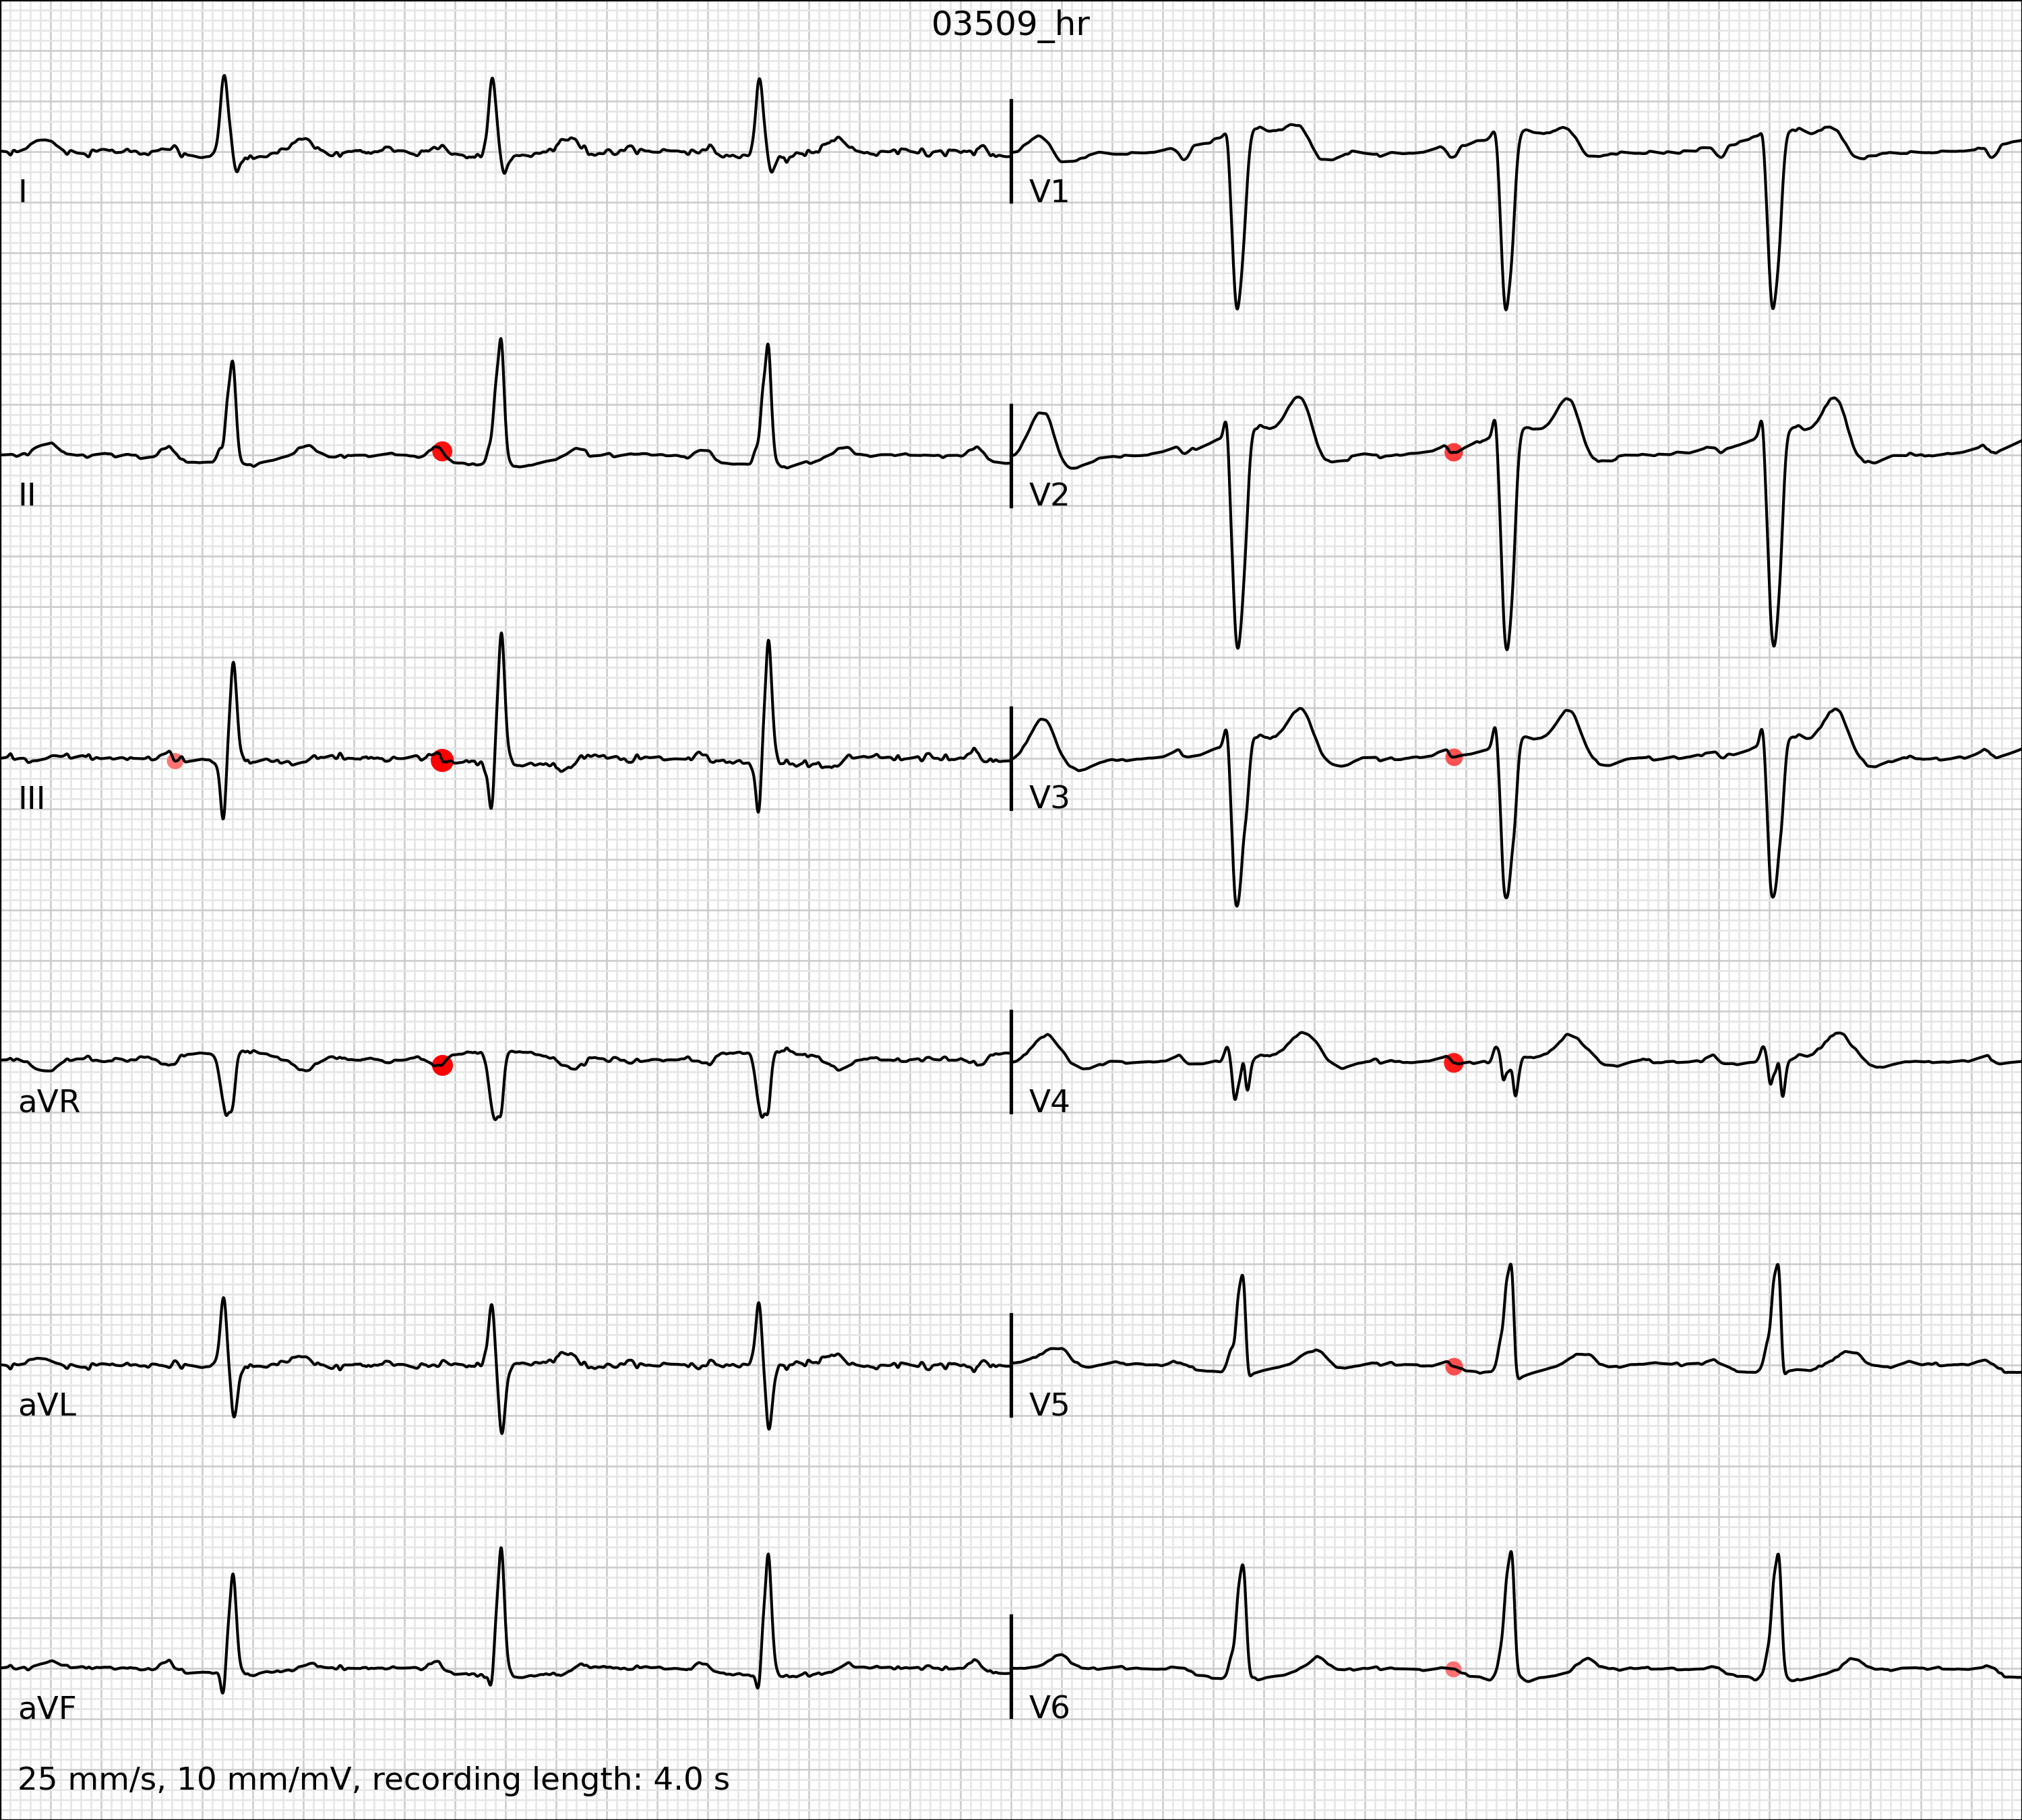 03509_hr
I
V1
II
V2
III
V3
aVR
V4
aVL
V5
aVF
V6
25 mm/s, 10 mm/mV, recording length: 4.0 s